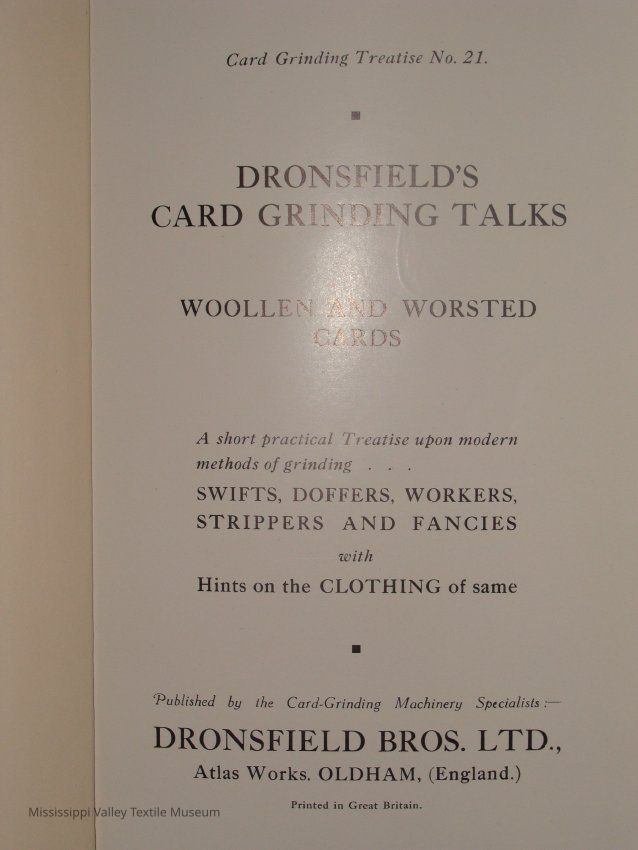 Card Grinding Treatise No. 21.
DRONSFIELD'S
CARD GRINDING TALKS
WOOLLEN AND WORSTED
CARDS
A short practical Treatise upon modern
methods of grinding . . .
SWIFTS, DOFFERS, WORKERS,
STRIPPERS AND FANCIES
with
Hints on the CLOTHING of same
Published by the Card-Grinding Machinery Specialists :—
DRONSFIELD BROS. LTD.,
Atlas Works. OLDHAM, (England.)
Printed in Great Britain.
Mississippi Valley Textile Museum